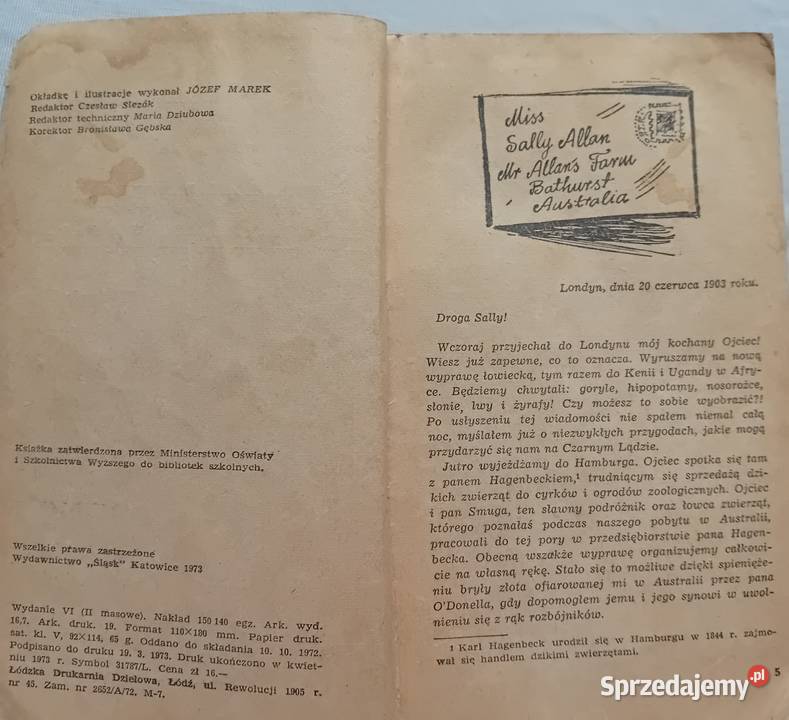 Okładkę i ilustracje wykonał JÓZEF MAREK
Redaktor Czesław Ślezák
Redaktor techniczny Maria Dziubowa
Korektor Bronisława Gębska
Książka zatwierdzona przez Ministerstwo Oświaty
i Szkolnictwa Wyższego do bibliotek szkolnych.
Wszelkie prawa zastrzeżone
Wydawnictwo „Śląsk” Katowice 1973
Wydanie VI (II masowe). Nakład 150 140 egz. Ark. wyd.
16,7. Ark. druk. 19. Format 110×180 mm. Papier druk.
sat. kl. V, 92×114, 65 g. Oddano do składania 10. 10. 1972.
Podpisano do druku 19. 3. 1973. Druk ukończono w kwiet-
niu 1973 r. Symbol 31787/L. Cena zł 16.—
Łódzka Drukarnia Dziełowa, Łódź, ul. Rewolucji 1905 r.
nr 45. Zam. nr 2652/A/72. M-7.
Miss
Sally Allan
Mr Allan's Farm
Bathurst
Australia
Londyn, dnia 20 czerwca 1903 roku.
Droga Sally!
Wczoraj przyjechał do Londynu mój kochany Ojciec!
Wiesz już zapewne, co to oznacza. Wyruszamy na nową
wyprawę łowiecką, tym razem do Kenii i Ugandy w Afry-
ce. Będziemy chwytali: goryle, hipopotamy, nosorożce,
słonie, lwy i żyrafy! Czy możesz to sobie wyobrazić?!
Po usłyszeniu tej wiadomości nie spałem niemal całą
noc, myślałem już o niezwykłych przygodach, jakie mogą
przydarzyć się nam na Czarnym Lądzie.
Jutro wyjeżdżamy do Hamburga. Ojciec spotka się tam
z panem Hagenbeckiem,¹ trudniącym się sprzedażą dzi-
kich zwierząt do cyrków i ogrodów zoologicznych. Ojciec
i pan Smuga, ten sławny podróżnik oraz łowca zwierząt,
którego poznałaś podczas naszego pobytu w Australii,
pracowali do tej pory w przedsiębiorstwie pana Hagen-
becka. Obecną wszakże wyprawę organizujemy całkowi-
cie na własną rękę. Stało się to możliwe dzięki spienięże-
niu bryły złota ofiarowanej mi w Australii przez pana
O'Donella, gdy dopomogłem jemu i jego synowi w uwol-
nieniu się z rąk rozbójników.
¹ Karl Hagenbeck urodził się w Hamburgu w 1844 r. zajmo-
wał się handlem dzikimi zwierzętami.
5
Sprzedajemy.pl